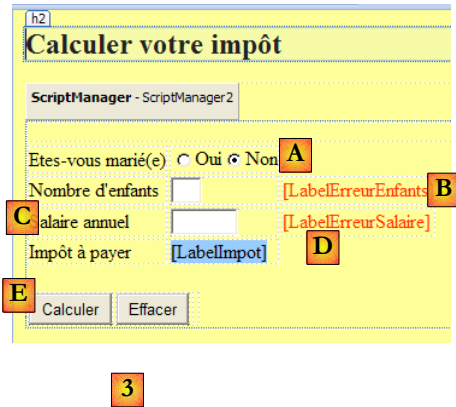 h2
Calculer votre impôt
ScriptManager - ScriptManager2
Etes-vous marié(e) Oui Non A
Nombre d'enfants [LabelErreurEnfants B
C alaire annuel [LabelErreurSalaire]
Impôt à payer [LabelImpot] D
E
Calculer Effacer
3